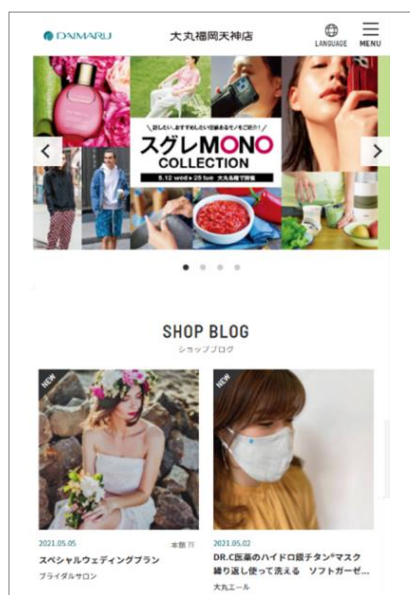 DAIMARU
大丸福岡天神店
LANGUAGE
MENU
スグレMONO
COLLECTION
5.12 wed ▸ 25 tue 大丸各階で開催
SHOP BLOG
ショップブログ
NEW
NEW
2021.05.05
本館 7F
スペシャルウェディングプラン
ブライダルサロン
2021.05.02
DR.C医薬のハイドロ銀チタン®マスク
繰り返し使って洗える ソフトガーゼ...
大丸エール